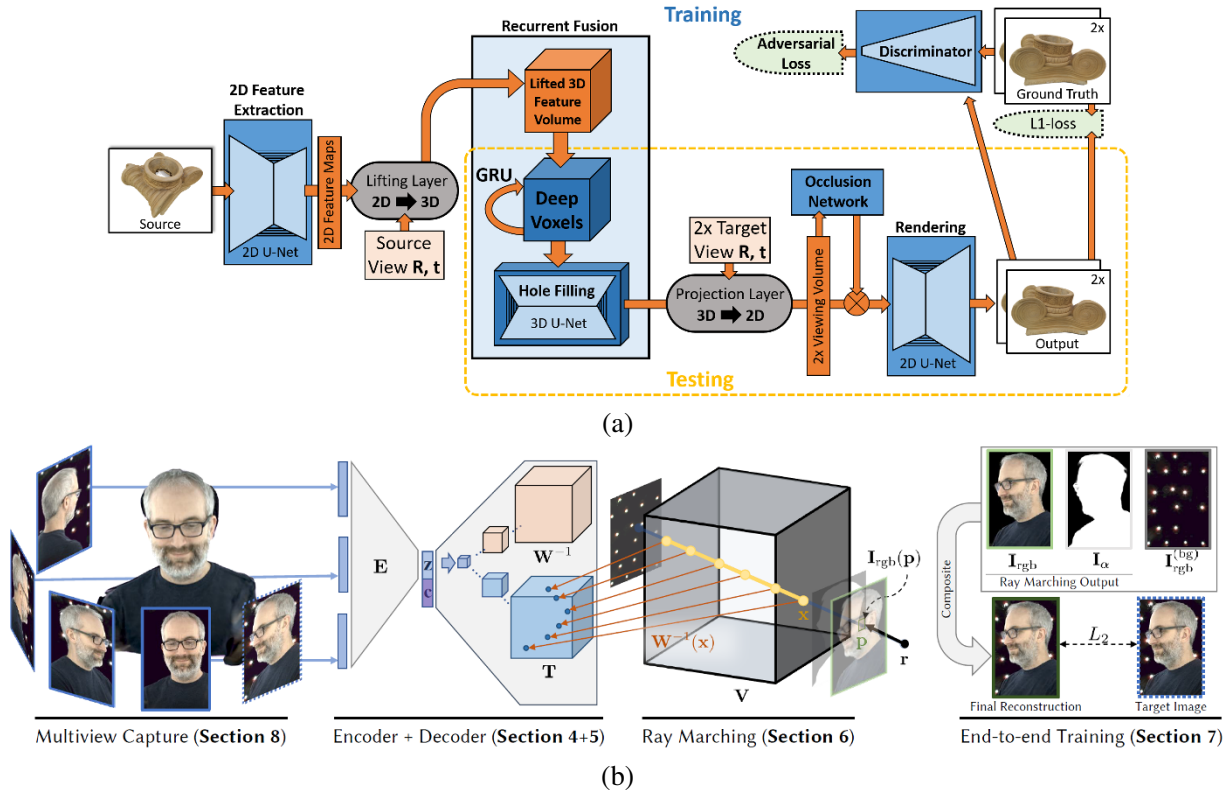 Training
Recurrent Fusion
Lifted 3D
Feature
Volume
Adversarial
Loss
Discriminator
2x
Ground Truth
L1-loss
2D Feature
Extraction
Source
2D U-Net
2D Feature Maps
Lifting Layer
2D → 3D
Source
View R, t
GRU
Deep
Voxels
Hole Filling
3D U-Net
2x Target
View R, t
Projection Layer
3D → 2D
2x Viewing Volume
Occlusion
Network
Rendering
2D U-Net
2x
Output
Testing
(a)
E
z
c
W⁻¹
T
W⁻¹(x)
x
V
I_rgb(p)
p
r
Composite
I_rgb
I_α
I_rgb^(bg)
Ray Marching Output
L₂
Final Reconstruction
Target Image
Multiview Capture (Section 8)
Encoder + Decoder (Section 4+5)
Ray Marching (Section 6)
End-to-end Training (Section 7)
(b)